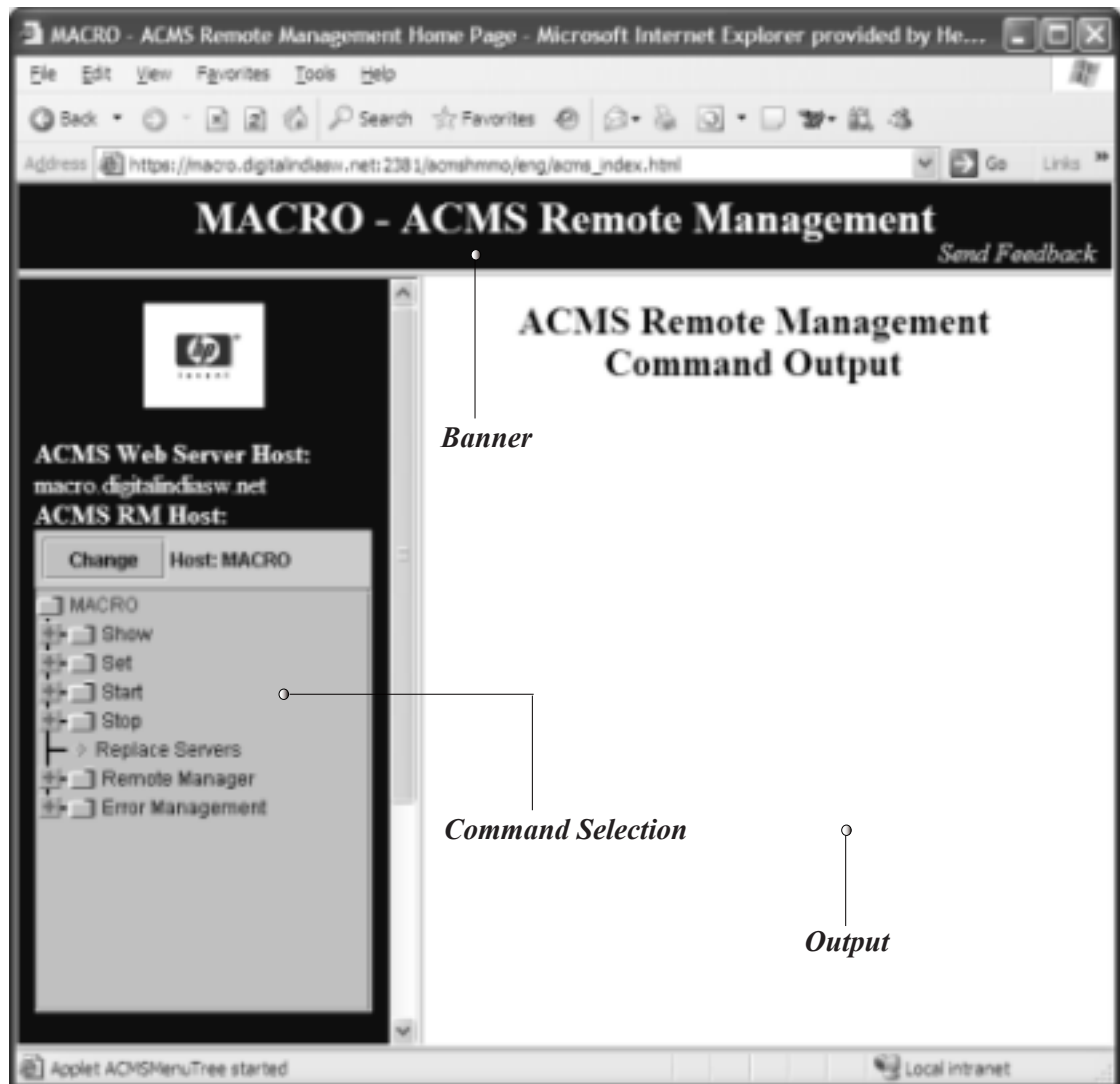 MACRO - ACMS Remote Management Home Page - Microsoft Internet Explorer provided by He...
File Edit View Favorites Tools Help
Back Search Favorites
Address https://macro.digitalindiasw.net:2381/acmshmmo/eng/acms_index.html Go Links »
MACRO - ACMS Remote Management
Send Feedback
hp
invent
ACMS Remote Management
Command Output
Banner
ACMS Web Server Host:
macro.digitalindiasw.net
ACMS RM Host:
Change Host: MACRO
MACRO
Show
Set
Start
Stop
Replace Servers
Remote Manager
Error Management
Command Selection
Output
Applet ACMSMenuTree started Local intranet